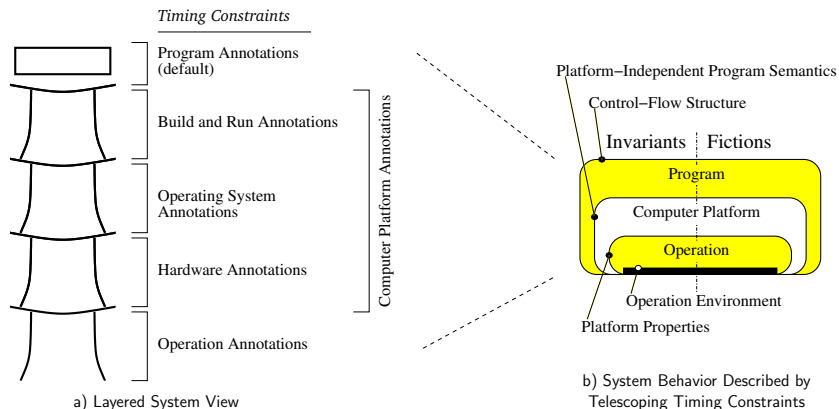 Timing Constraints
Program Annotations
(default)
Build and Run Annotations
Operating System
Annotations
Hardware Annotations
Operation Annotations
Computer Platform Annotations
a) Layered System View
Platform−Independent Program Semantics
Control−Flow Structure
Invariants
Fictions
Program
Computer Platform
Operation
Operation Environment
Platform Properties
b) System Behavior Described by
Telescoping Timing Constraints